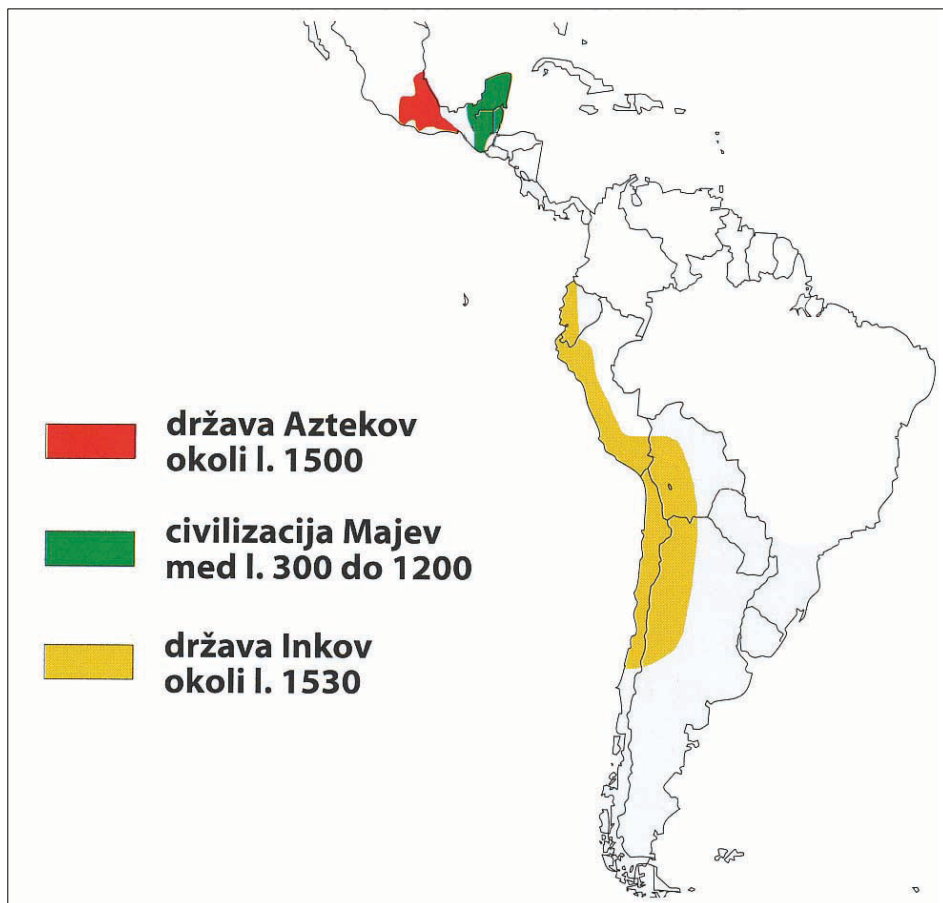 država Aztekov
okoli l. 1500
civilizacija Majev
med l. 300 do 1200
država Inkov
okoli l. 1530